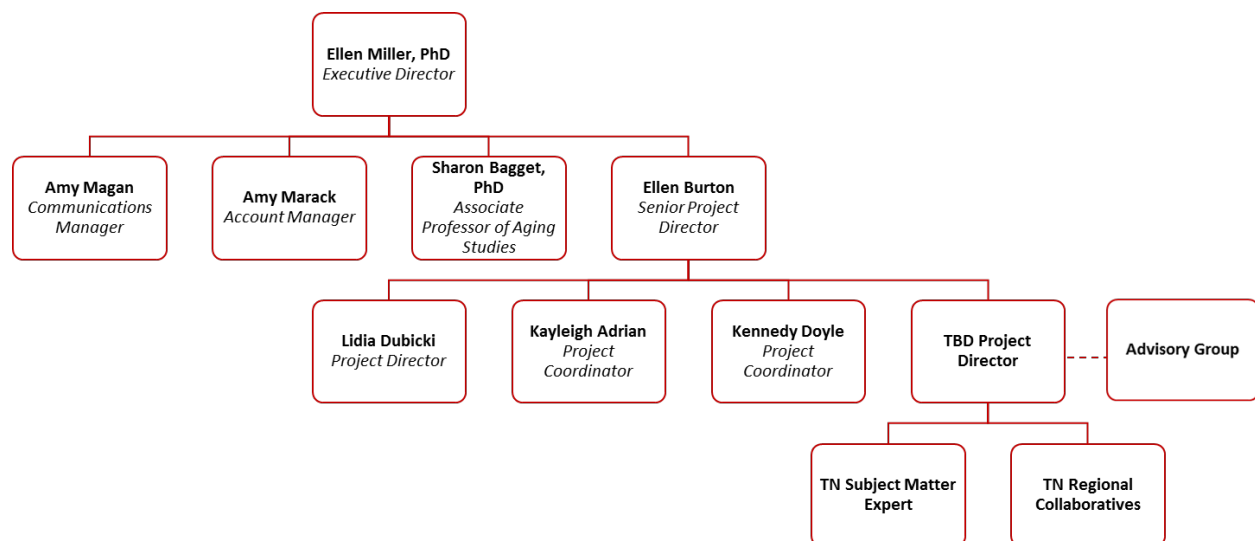 Ellen Miller, PhD
Executive Director
Amy Magan
Communications
Manager
Amy Marack
Account Manager
Sharon Bagget,
PhD
Associate
Professor of Aging
Studies
Ellen Burton
Senior Project
Director
Lidia Dubicki
Project Director
Kayleigh Adrian
Project
Coordinator
Kennedy Doyle
Project
Coordinator
TBD Project
Director
Advisory Group
TN Subject Matter
Expert
TN Regional
Collaboratives